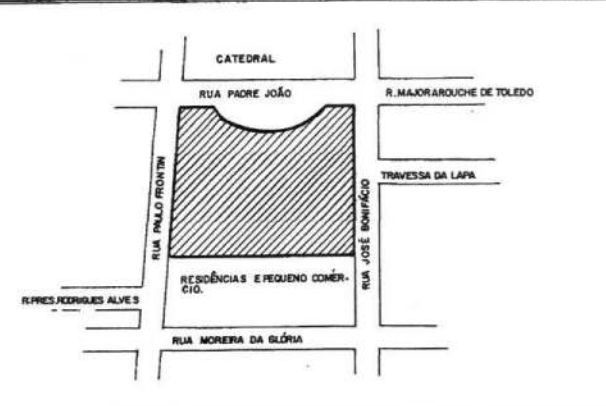 CATEDRAL
RUA PADRE JOÃO
R. MAJOR AROUCHE DE TOLEDO
TRAVESSA DA LAPA
RUA PAULO FRONTIN
RUA JOSÉ BONIFÁCIO
RESIDÊNCIAS E PEQUENO COMÉR-
CIO.
R.PRES.RODRIGUES ALVES
RUA MOREIRA DA GLÓRIA